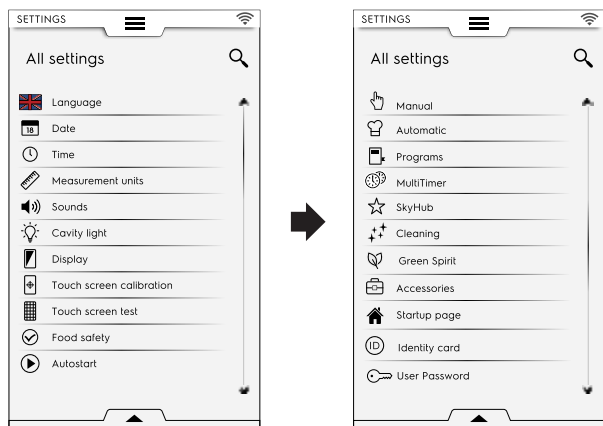 SETTINGS
All settings
Language
18 Date
Time
Measurement units
Sounds
Cavity light
Display
Touch screen calibration
Touch screen test
Food safety
Autostart
SETTINGS
All settings
Manual
Automatic
Programs
MultiTimer
SkyHub
Cleaning
Green Spirit
Accessories
Startup page
ID Identity card
User Password